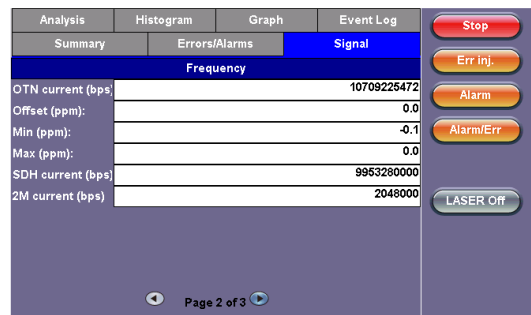 Analysis Histogram Graph Event Log
Summary Errors/Alarms Signal
Frequency
OTN current (bps) 10709225472
Offset (ppm): 0.0
Min (ppm): -0.1
Max (ppm): 0.0
SDH current (bps) 9953280000
2M current (bps) 2048000
Page 2 of 3
Stop
Err inj.
Alarm
Alarm/Err
LASER Off